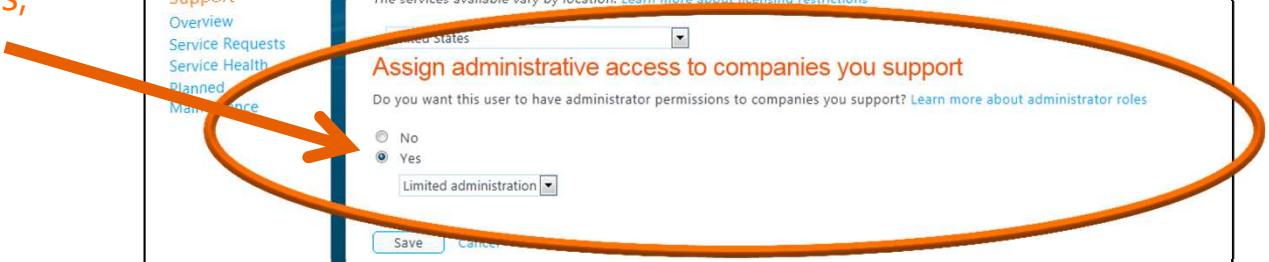 s,
Support
Overview
Service Requests
Service Health
Planned
Maintenance
The services available vary by location. Learn more about licensing restrictions
United States
Assign administrative access to companies you support
Do you want this user to have administrator permissions to companies you support? Learn more about administrator roles
No
Yes
Limited administration
Save Cancel